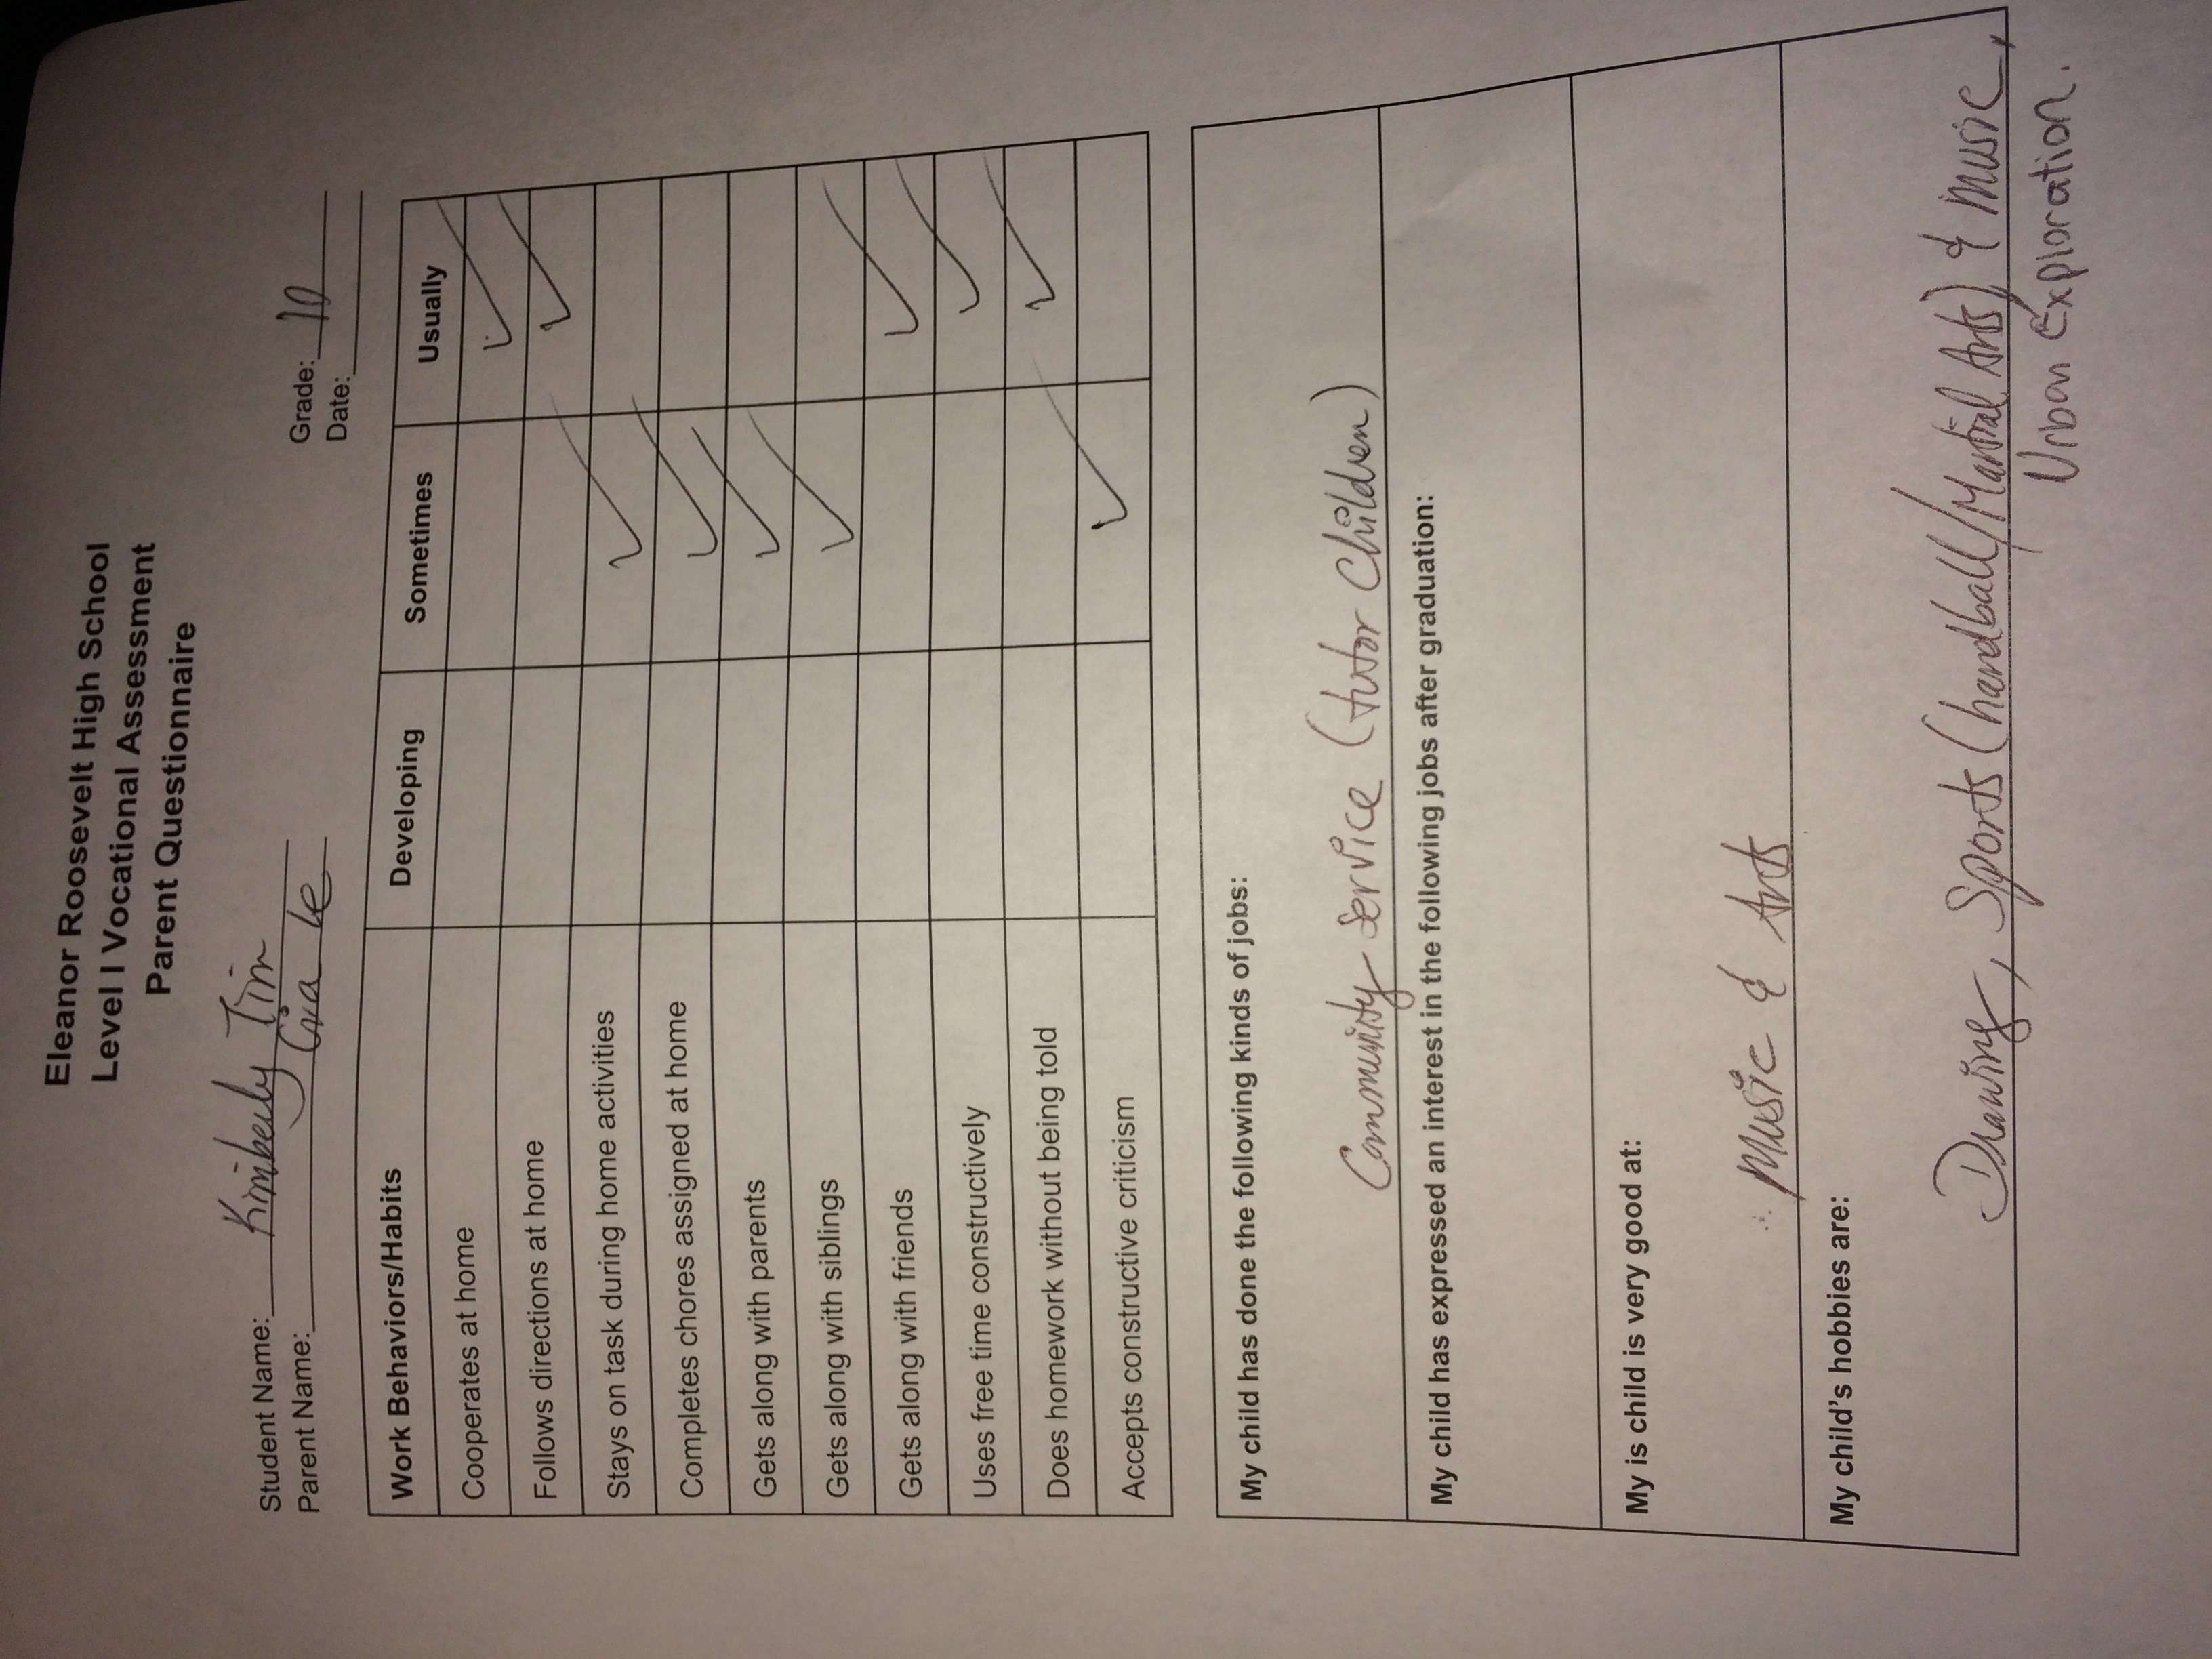 Eleanor Roosevelt High School
Level I Vocational Assessment
Parent Questionnaire
Student Name: Kimberly Tim
Parent Name: Gia Le
Grade: 10
Date:
Work Behaviors/Habits Developing Sometimes Usually
Cooperates at home ✓
Follows directions at home ✓
Stays on task during home activities ✓
Completes chores assigned at home ✓
Gets along with parents ✓
Gets along with siblings ✓
Gets along with friends ✓
Uses free time constructively ✓
Does homework without being told ✓
Accepts constructive criticism ✓
My child has done the following kinds of jobs:
Community Service (tutor Children)
My child has expressed an interest in the following jobs after graduation:
My is child is very good at:
Music & Arts
My child's hobbies are:
Drawing, Sports (handball/Martial Arts) & music,
Urban Exploration.